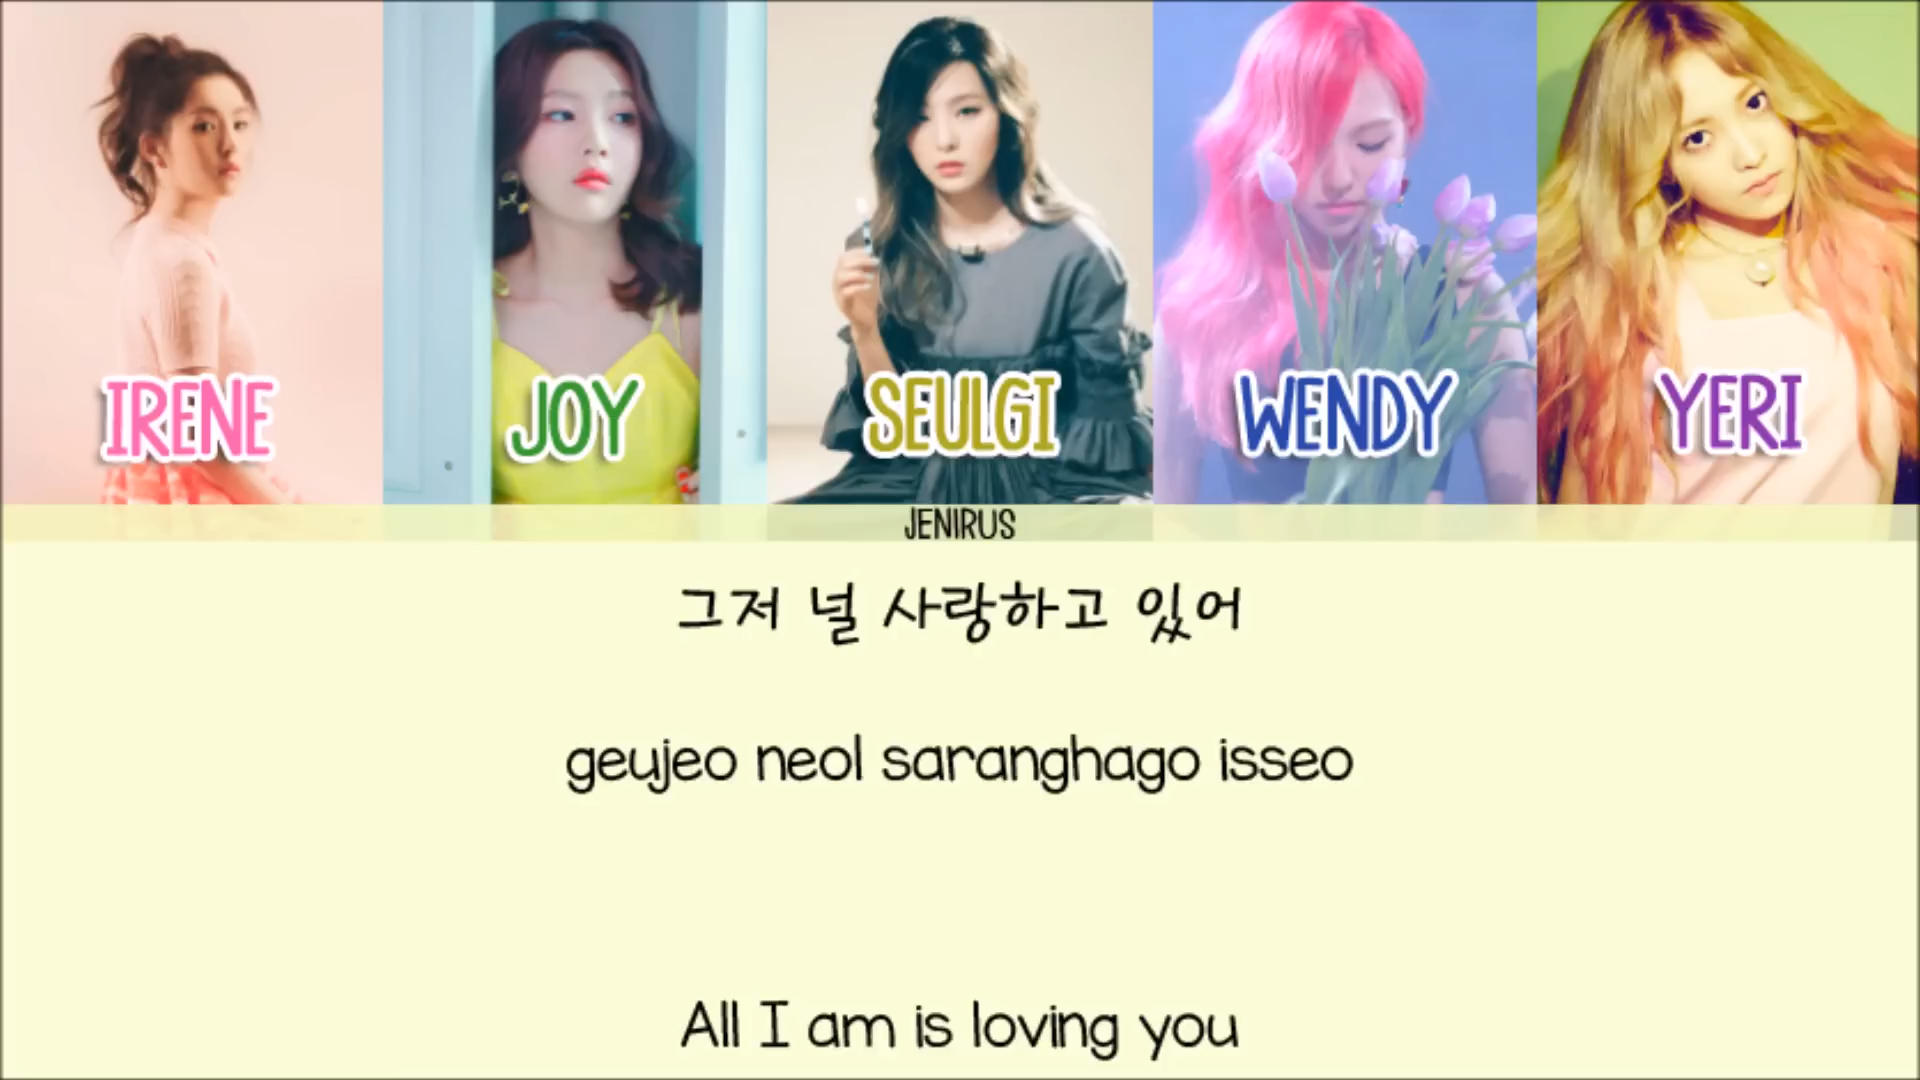 IRENE
JOY
SEULGI
WENDY
YERI
JENIRUS
그저 널 사랑하고 있어
geujeo neol saranghago isseo
All I am is loving you